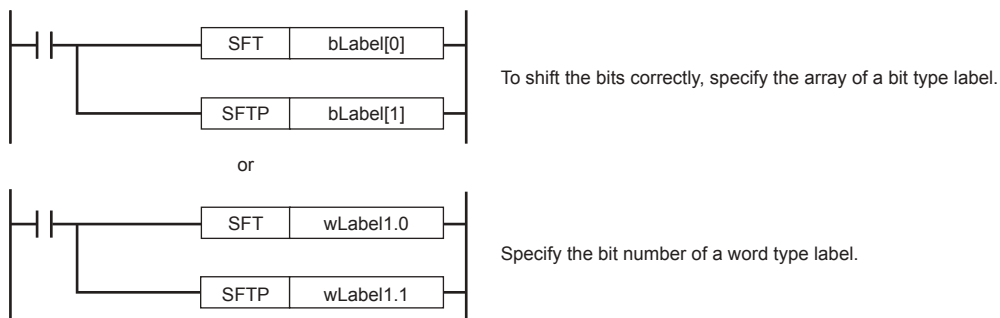 SFT bLabel[0]
To shift the bits correctly, specify the array of a bit type label.
SFTP bLabel[1]
or
SFT wLabel1.0
Specify the bit number of a word type label.
SFTP wLabel1.1